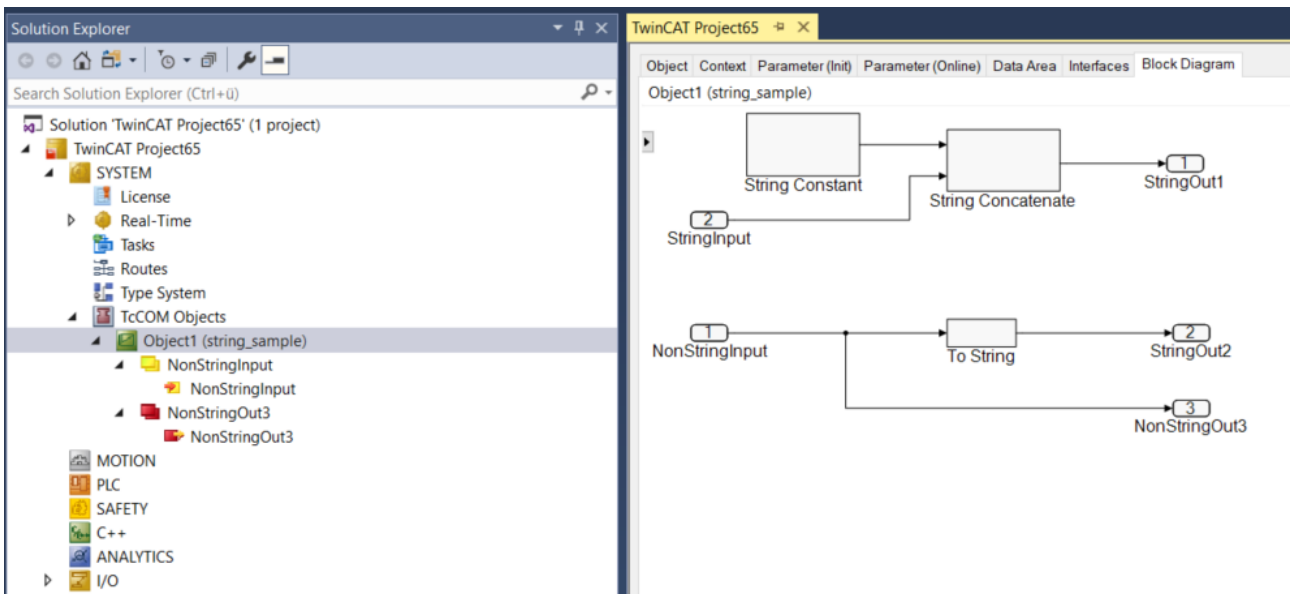 Solution Explorer
Search Solution Explorer (Ctrl+ü)
Solution 'TwinCAT Project65' (1 project)
TwinCAT Project65
SYSTEM
License
Real-Time
Tasks
Routes
Type System
TcCOM Objects
Object1 (string_sample)
NonStringInput
NonStringInput
NonStringOut3
NonStringOut3
MOTION
PLC
SAFETY
C++
ANALYTICS
I/O
TwinCAT Project65
Object Context Parameter (Init) Parameter (Online) Data Area Interfaces Block Diagram
Object1 (string_sample)
String Constant
String Concatenate
1
StringOut1
2
StringInput
1
NonStringInput
To String
2
StringOut2
3
NonStringOut3